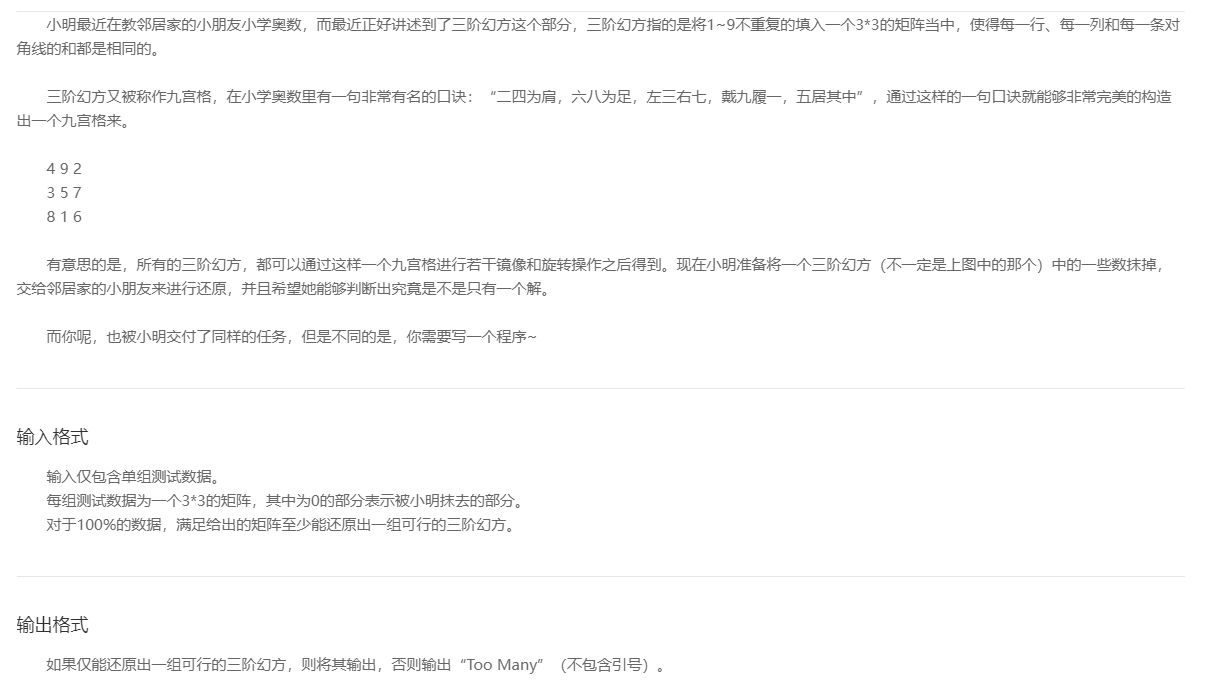 小明最近在教邻居家的小朋友小学奥数，而最近正好讲述到了三阶幻方这个部分，三阶幻方指的是将1~9不重复的填入一个3*3的矩阵当中，使得每一行、每一列和每一条对
角线的和都是相同的。
三阶幻方又被称作九宫格，在小学奥数里有一句非常有名的口诀：“二四为肩，六八为足，左三右七，戴九履一，五居其中”，通过这样的一句口诀就能够非常完美的构造
出一个九宫格来。
4 9 2
3 5 7
8 1 6
有意思的是，所有的三阶幻方，都可以通过这样一个九宫格进行若干镜像和旋转操作之后得到。现在小明准备将一个三阶幻方（不一定是上图中的那个）中的一些数抹掉，
交给邻居家的小朋友来进行还原，并且希望她能够判断出究竟是不是只有一个解。
而你呢，也被小明交付了同样的任务，但是不同的是，你需要写一个程序~
输入格式
输入仅包含单组测试数据。
每组测试数据为一个3*3的矩阵，其中为0的部分表示被小明抹去的部分。
对于100%的数据，满足给出的矩阵至少能还原出一组可行的三阶幻方。
输出格式
如果仅能还原出一组可行的三阶幻方，则将其输出，否则输出“Too Many”（不包含引号）。